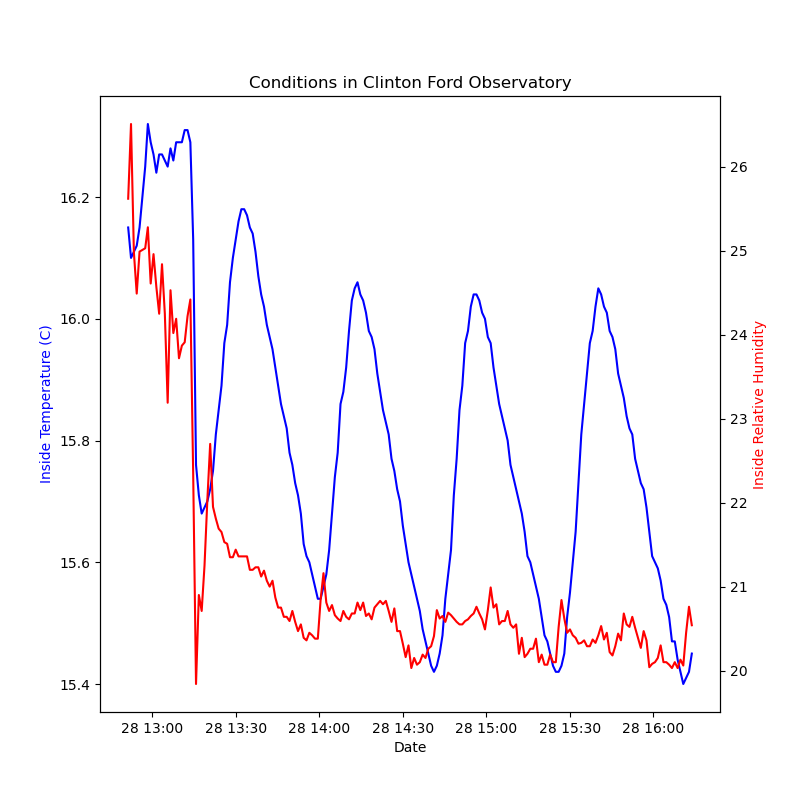 Conditions in Clinton Ford Observatory
16.2
16.0
15.8
15.6
15.4
Inside Temperature (C)
26
25
24
23
22
21
20
Inside Relative Humidity
28 13:00 28 13:30 28 14:00 28 14:30 28 15:00 28 15:30 28 16:00
Date